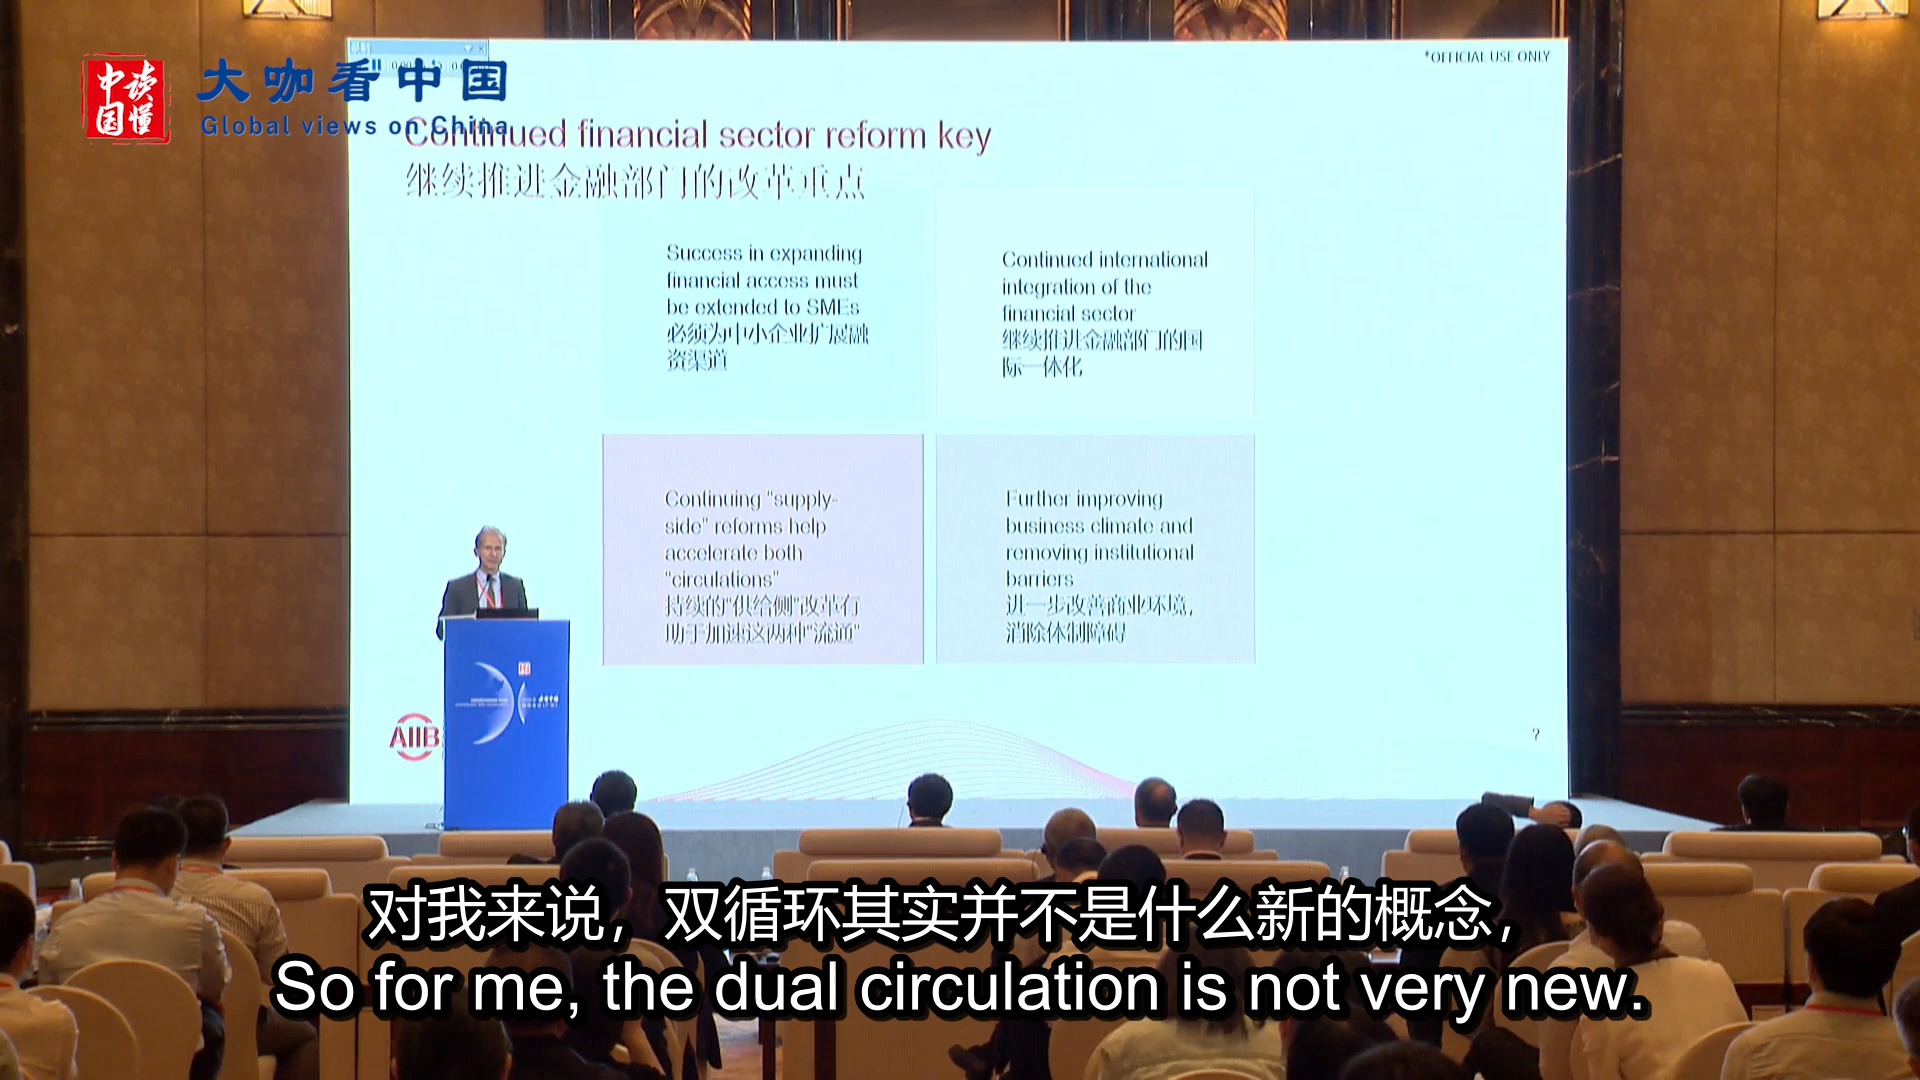 读懂
中国
大咖看中国
Global views on China
*OFFICIAL USE ONLY
Continued financial sector reform key
继续推进金融部门的改革重点
Success in expanding
financial access must
be extended to SMEs
必须为中小企业扩展融
资渠道
Continued international
integration of the
financial sector
继续推进金融部门的国
际一体化
Continuing "supply-
side" reforms help
accelerate both
"circulations"
持续的"供给侧"改革有
助于加速这两种"流通"
Further improving
business climate and
removing institutional
barriers
进一步改善商业环境，
消除体制障碍
AIIB
7
对我来说，双循环其实并不是什么新的概念，
So for me, the dual circulation is not very new.